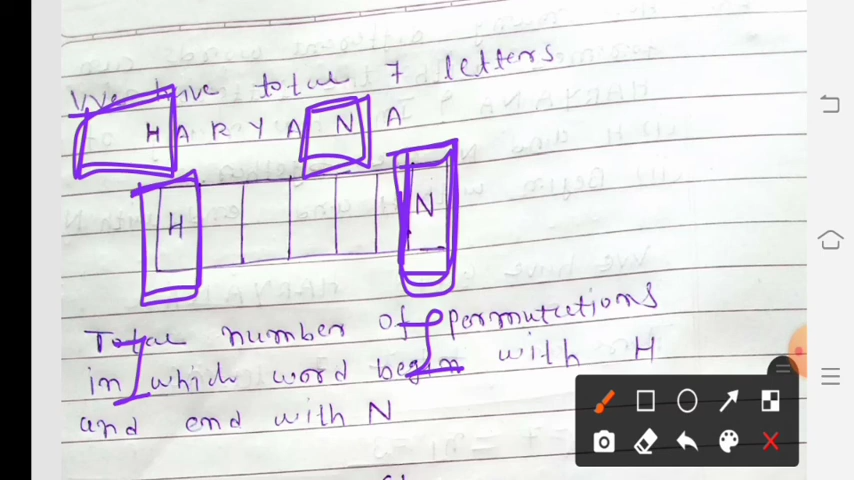 We have total 7 letters
H A R Y A N A
H N
Total number of permutations
in which word begin with H
and end with N